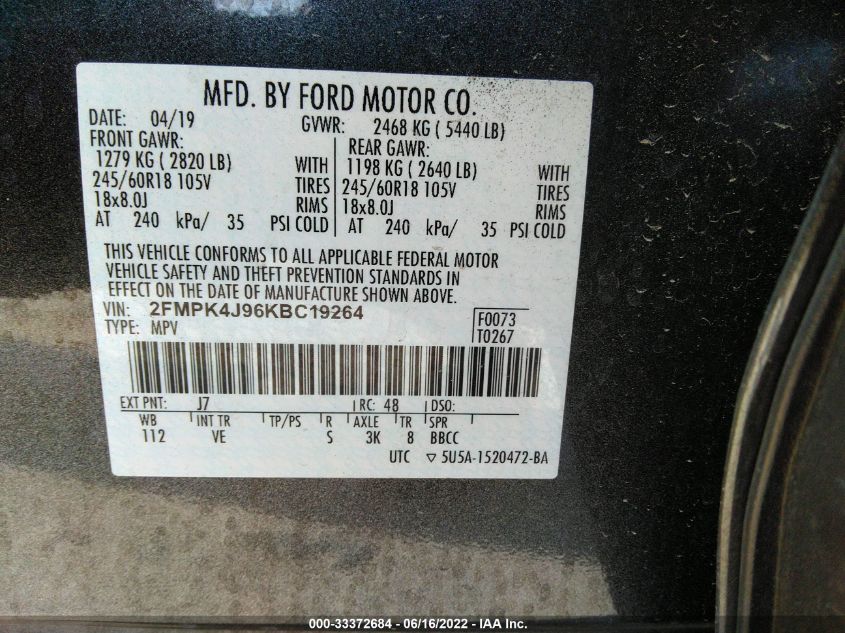 MFD. BY FORD MOTOR CO.
DATE: 04/19 GVWR: 2468 KG ( 5440 LB)
FRONT GAWR: REAR GAWR:
1279 KG ( 2820 LB) WITH 1198 KG ( 2640 LB) WITH
245/60R18 105V TIRES 245/60R18 105V TIRES
18x8.0J RIMS 18x8.0J RIMS
AT 240 kPa/ 35 PSI COLD AT 240 kPa/ 35 PSI COLD
THIS VEHICLE CONFORMS TO ALL APPLICABLE FEDERAL MOTOR
VEHICLE SAFETY AND THEFT PREVENTION STANDARDS IN
EFFECT ON THE DATE OF MANUFACTURE SHOWN ABOVE.
VIN: 2FMPK4J96KBC19264 F0073
TYPE: MPV T0267
EXT PNT: J7 RC: 48 DSO:
WB INT TR TP/PS R AXLE TR SPR
112 VE S 3K 8 BBCC
UTC ▽ 5U5A-1520472-BA
000-33372684 - 06/16/2022 - IAA Inc.